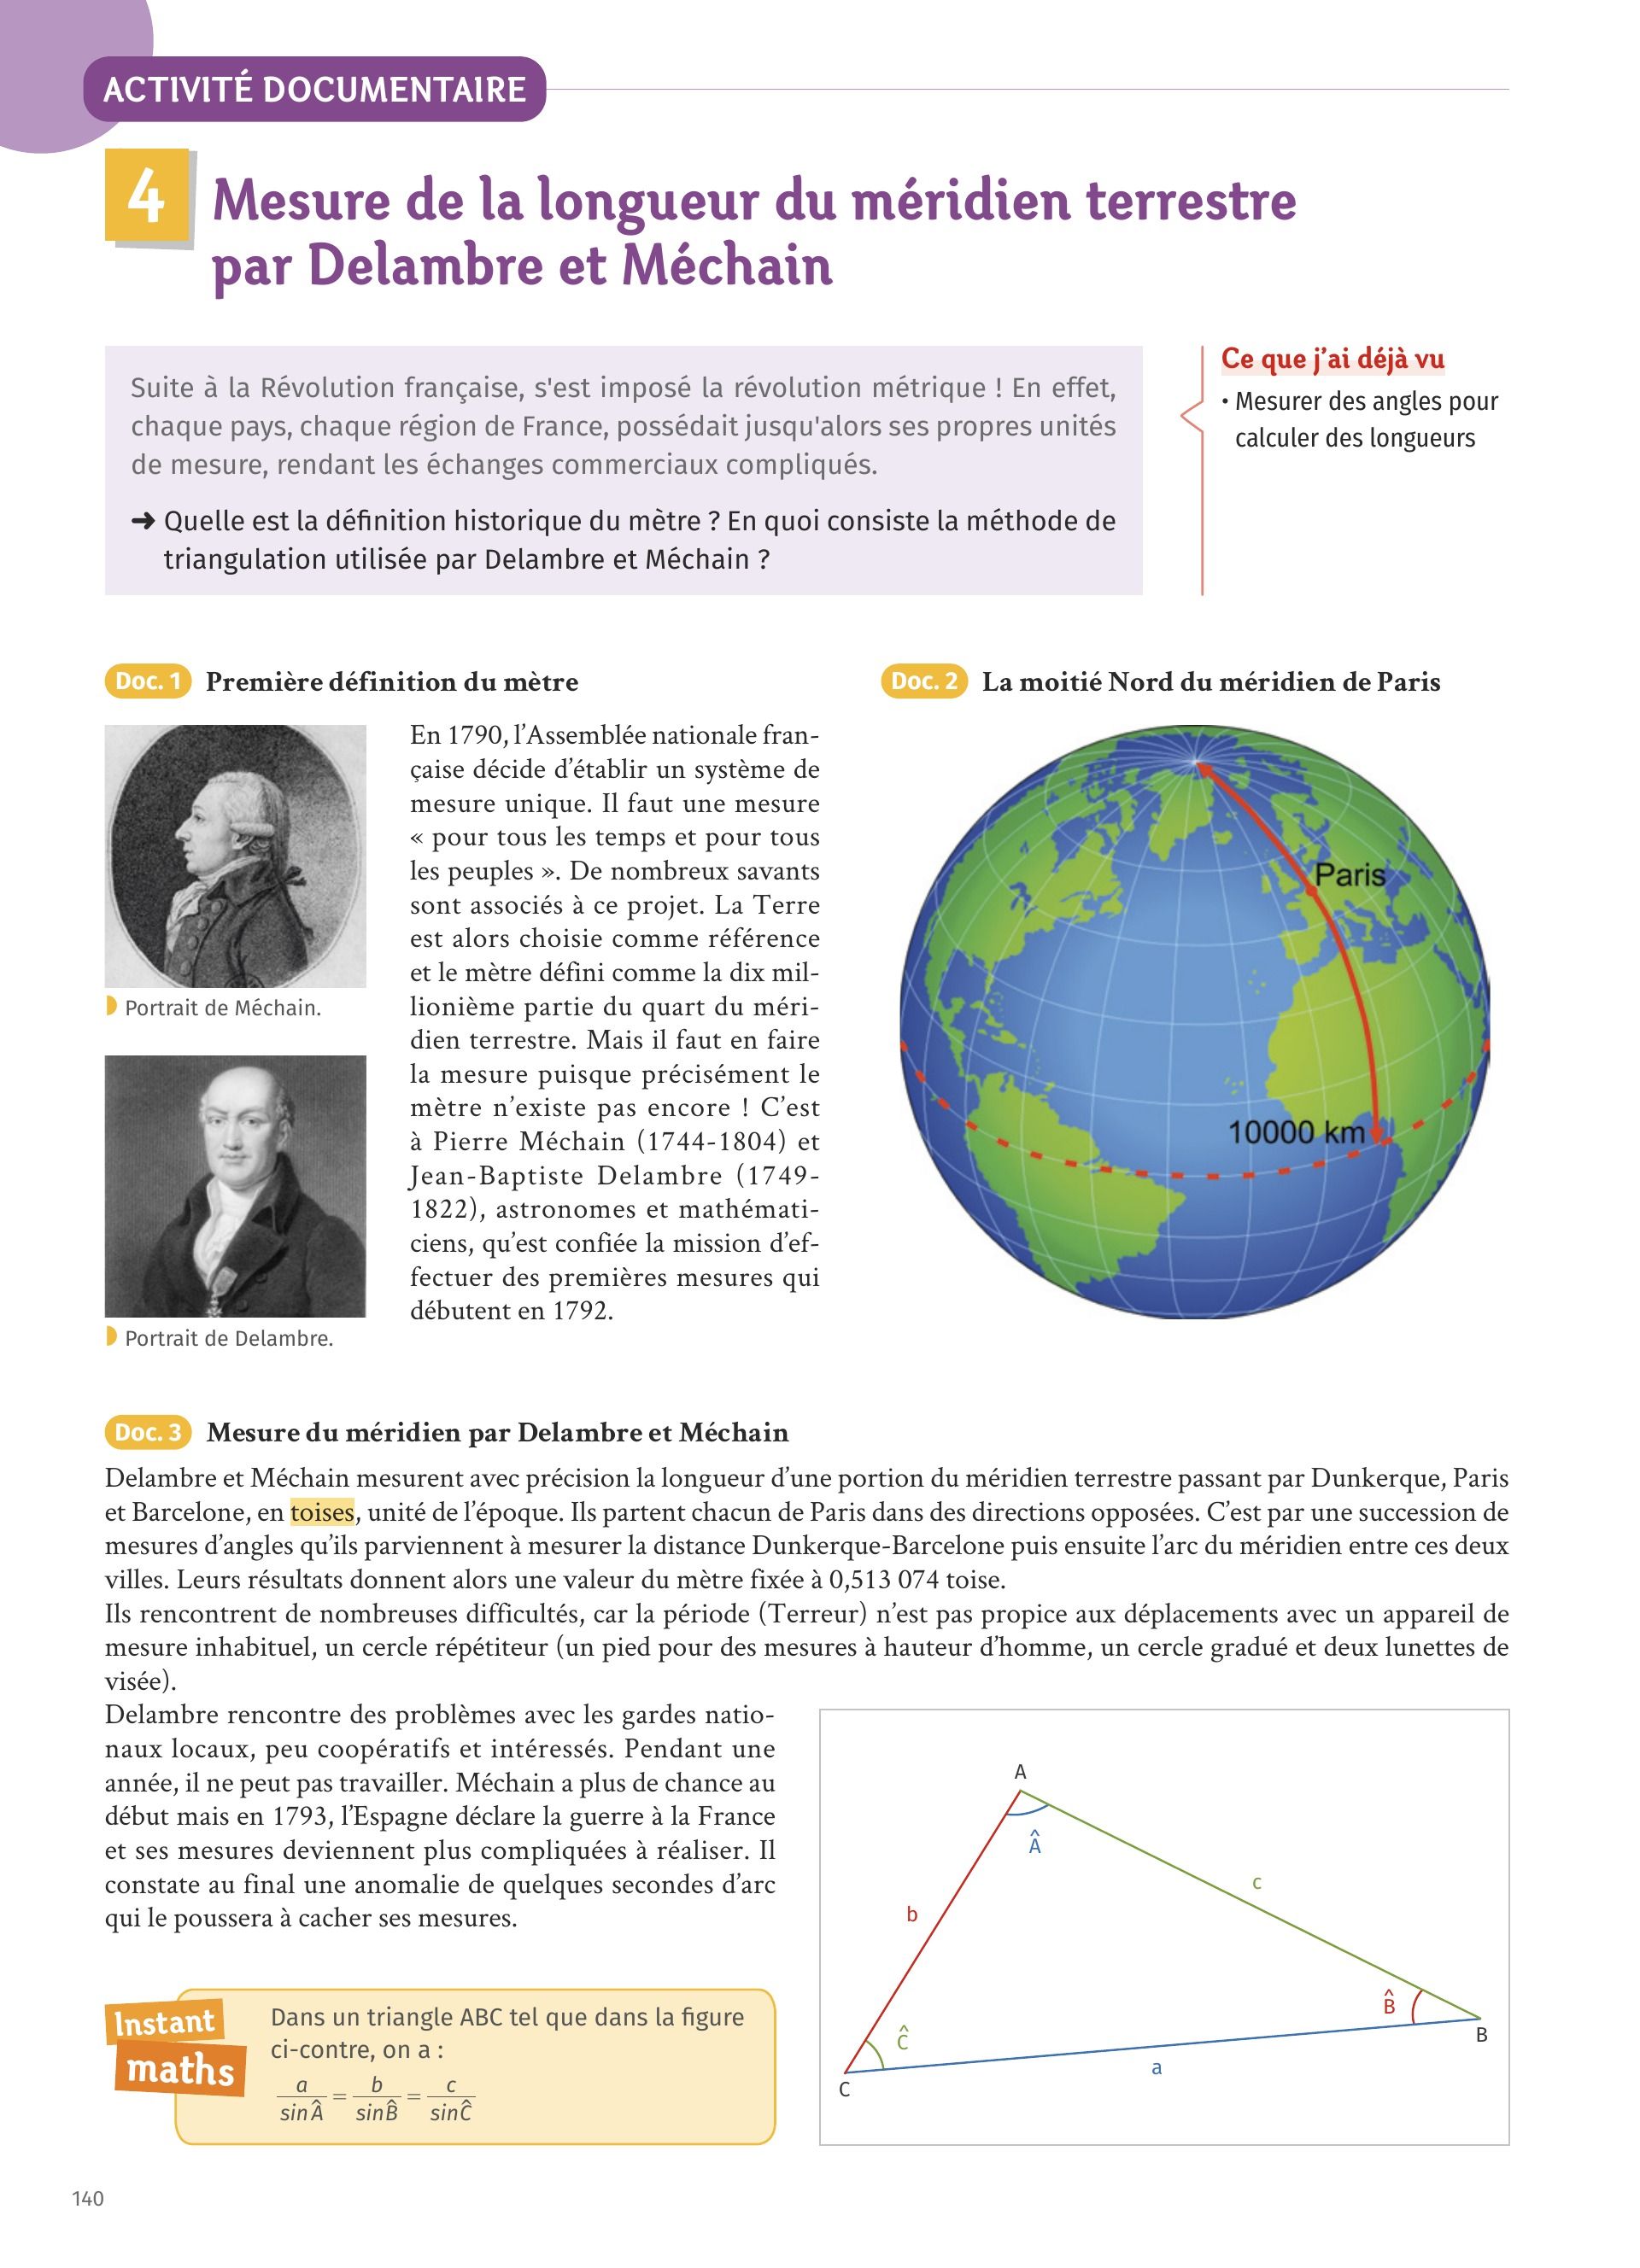 ACTIVITÉ DOCUMENTAIRE
4
Mesure de la longueur du méridien terrestre
par Delambre et Méchain
Suite à la Révolution française, s'est imposé la révolution métrique ! En effet,
chaque pays, chaque région de France, possédait jusqu'alors ses propres unités
de mesure, rendant les échanges commerciaux compliqués.
➜ Quelle est la définition historique du mètre ? En quoi consiste la méthode de
triangulation utilisée par Delambre et Méchain ?
Ce que j’ai déjà vu
• Mesurer des angles pour
calculer des longueurs
Doc. 1 Première définition du mètre
Portrait de Méchain.
Portrait de Delambre.
En 1790, l’Assemblée nationale fran-
çaise décide d’établir un système de
mesure unique. Il faut une mesure
« pour tous les temps et pour tous
les peuples ». De nombreux savants
sont associés à ce projet. La Terre
est alors choisie comme référence
et le mètre défini comme la dix mil-
lionième partie du quart du méri-
dien terrestre. Mais il faut en faire
la mesure puisque précisément le
mètre n’existe pas encore ! C’est
à Pierre Méchain (1744-1804) et
Jean-Baptiste Delambre (1749-
1822), astronomes et mathémati-
ciens, qu’est confiée la mission d’ef-
fectuer des premières mesures qui
débutent en 1792.
Doc. 2 La moitié Nord du méridien de Paris
Paris
10000 km
Doc. 3 Mesure du méridien par Delambre et Méchain
Delambre et Méchain mesurent avec précision la longueur d’une portion du méridien terrestre passant par Dunkerque, Paris
et Barcelone, en toises, unité de l’époque. Ils partent chacun de Paris dans des directions opposées. C’est par une succession de
mesures d’angles qu’ils parviennent à mesurer la distance Dunkerque-Barcelone puis ensuite l’arc du méridien entre ces deux
villes. Leurs résultats donnent alors une valeur du mètre fixée à 0,513 074 toise.
Ils rencontrent de nombreuses difficultés, car la période (Terreur) n’est pas propice aux déplacements avec un appareil de
mesure inhabituel, un cercle répétiteur (un pied pour des mesures à hauteur d’homme, un cercle gradué et deux lunettes de
visée).
Delambre rencontre des problèmes avec les gardes natio-
naux locaux, peu coopératifs et intéressés. Pendant une
année, il ne peut pas travailler. Méchain a plus de chance au
début mais en 1793, l’Espagne déclare la guerre à la France
et ses mesures deviennent plus compliquées à réaliser. Il
constate au final une anomalie de quelques secondes d’arc
qui le poussera à cacher ses mesures.
Instant
maths
Dans un triangle ABC tel que dans la figure
ci-contre, on a :
a/sinÂ = b/sinB̂ = c/sinĈ
A
Â
c
b
B̂
B
Ĉ
a
C
140